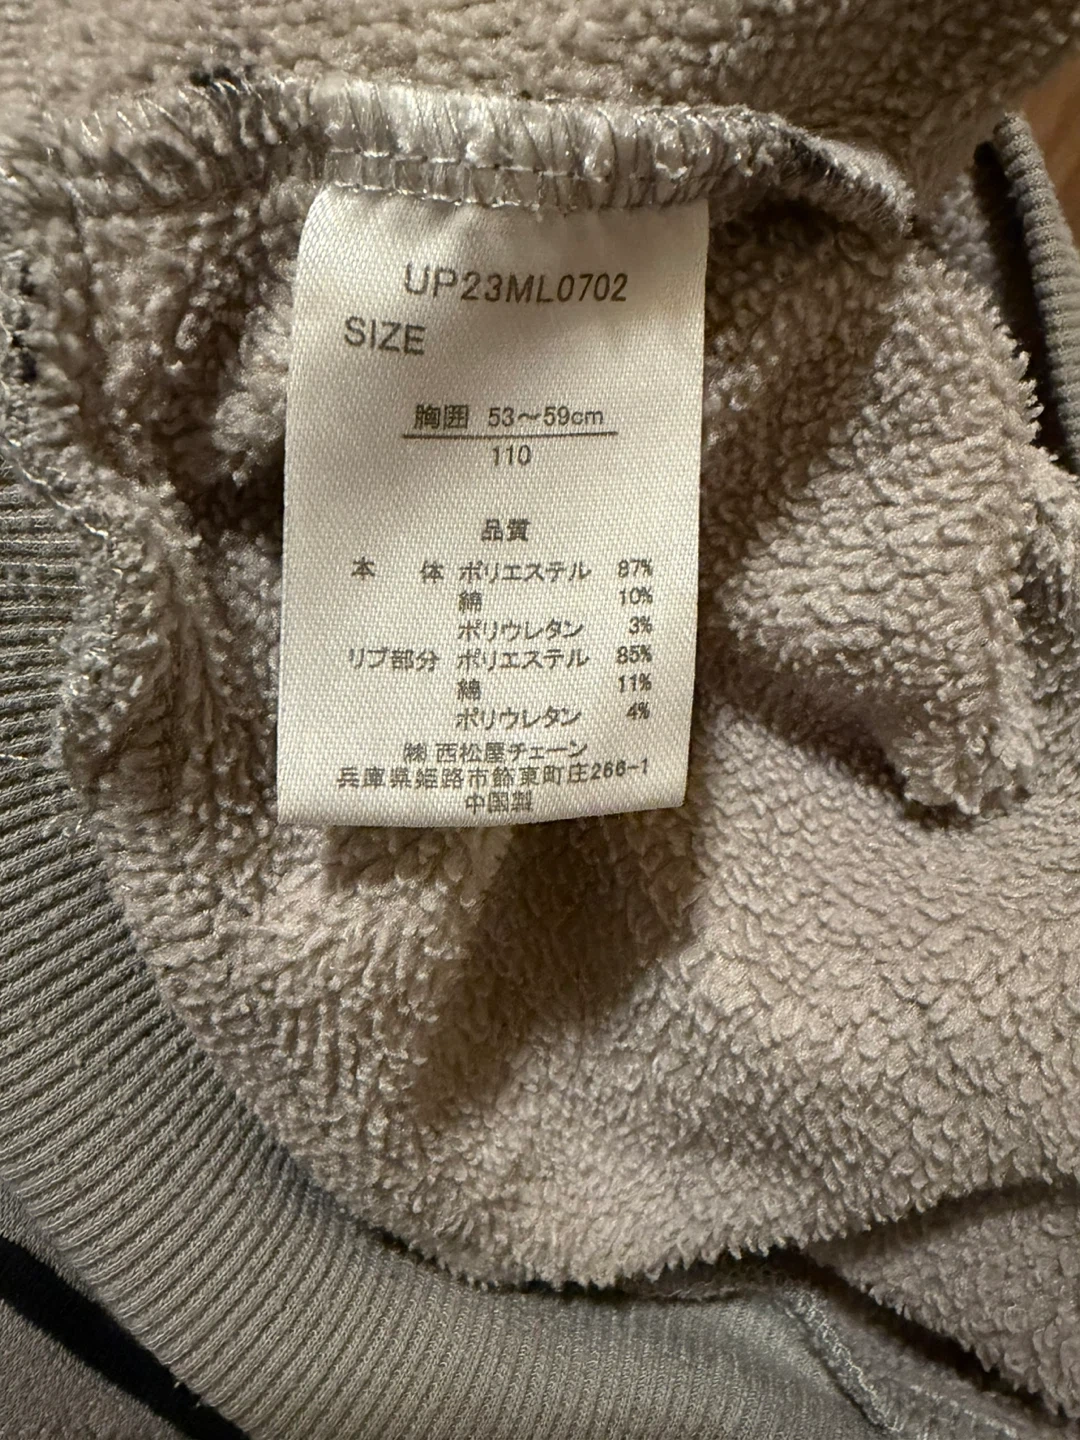 UP23ML0702
SIZE
胸囲 53～59cm
110
品質
本 体 ポリエステル 87%
綿 10%
ポリウレタン 3%
リブ部分 ポリエステル 85%
綿 11%
ポリウレタン 4%
㈱ 西松屋チェーン
兵庫県姫路市飾東町庄266-1
中国製